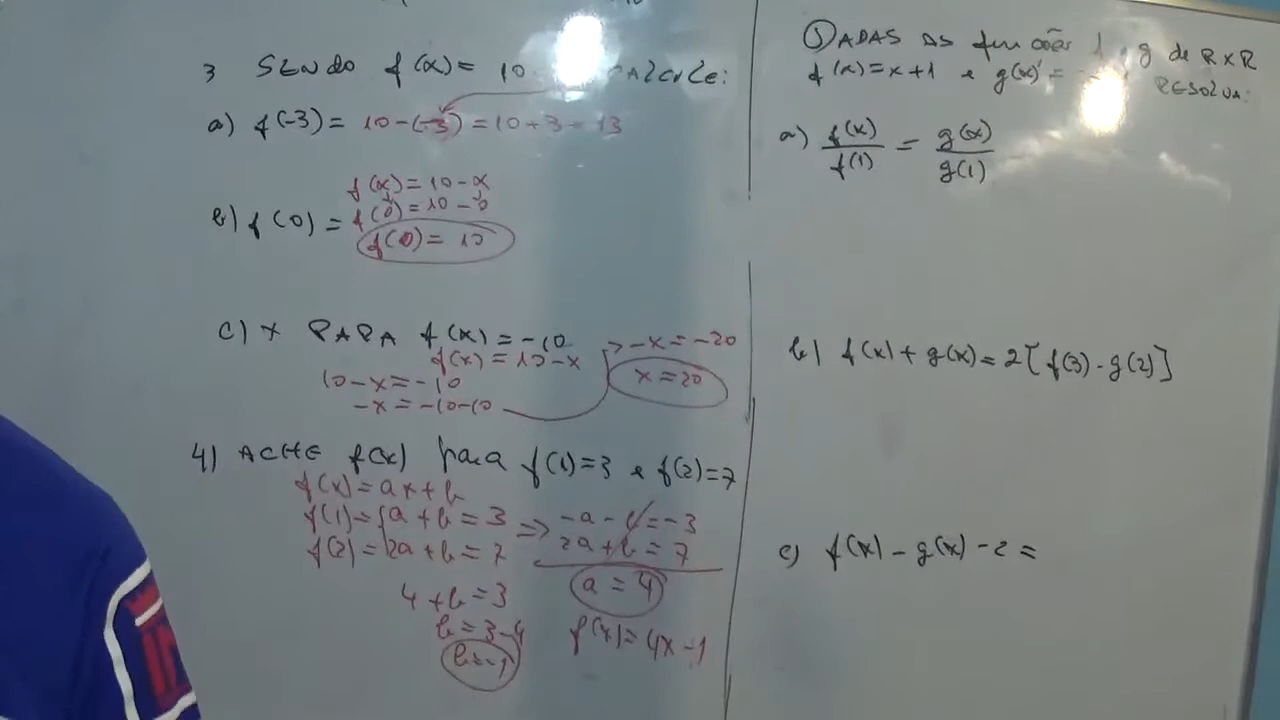 3 SENDO f(x) = 10 CALCULE:
a) f(-3) = 10-(-3) = 10+3 = 13
f(x) = 10-x
b) f(0) = f(0) = 10-0
f(0) = 10
c) x PARA f(x) = -10
f(x) = 10-x
10-x = -10
-x = -10-10
-x = -20
x = 20
4) ACHE f(x) para f(1)=3 e f(2)=7
f(x) = ax+b
f(1) = {a+b = 3 => -a-b = -3
f(2) = {2a+b = 7 2a+b = 7
a = 4
4+b = 3
b = 3-4
b = -1
f(x) = 4x-1
5) DADAS AS funções f e g de RXR
f(x) = x+1 e g(x) =
RESOLVA:
a) f(x)/f(1) = g(x)/g(1)
b) f(x)+g(x) = 2[f(3)-g(2)]
c) f(x)-g(x)-2 =